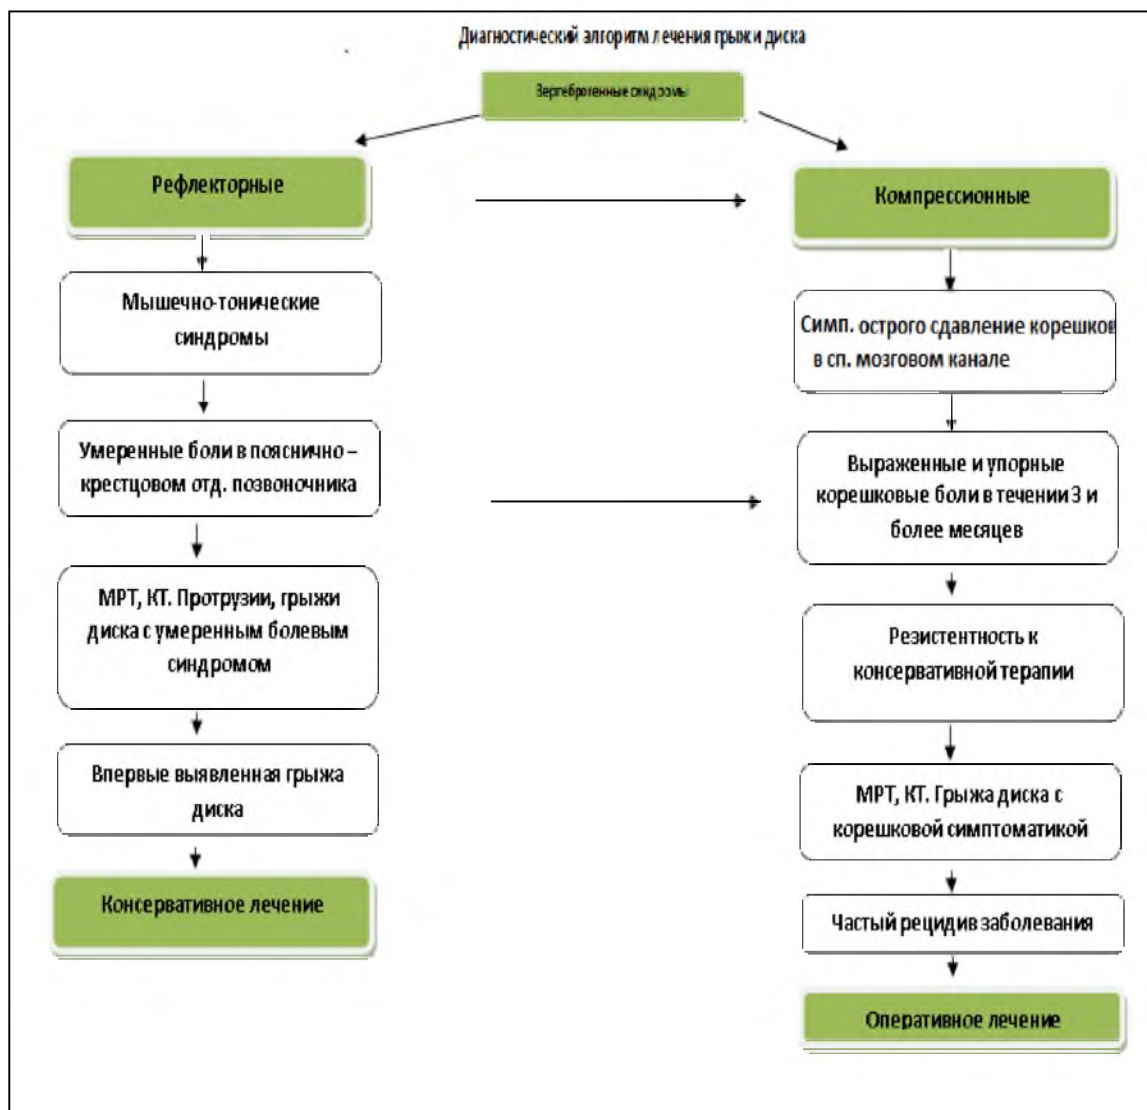 Диагностический алгоритм лечения грыжи диска
Вертеброгенные синдромы
Рефлекторные
Мышечно-тонические
синдромы
Умеренные боли в пояснично –
крестцовом отд. позвоночника
МРТ, КТ. Протрузии, грыжи
диска с умеренным болевым
синдромом
Впервые выявленная грыжа
диска
Консервативное лечение
Компрессионные
Симп. острого сдавление корешков
в сп. мозговом канале
Выраженные и упорные
корешковые боли в течении 3 и
более месяцев
Резистентность к
консервативной терапии
МРТ, КТ. Грыжа диска с
корешковой симптоматикой
Частый рецидив заболевания
Оперативное лечение